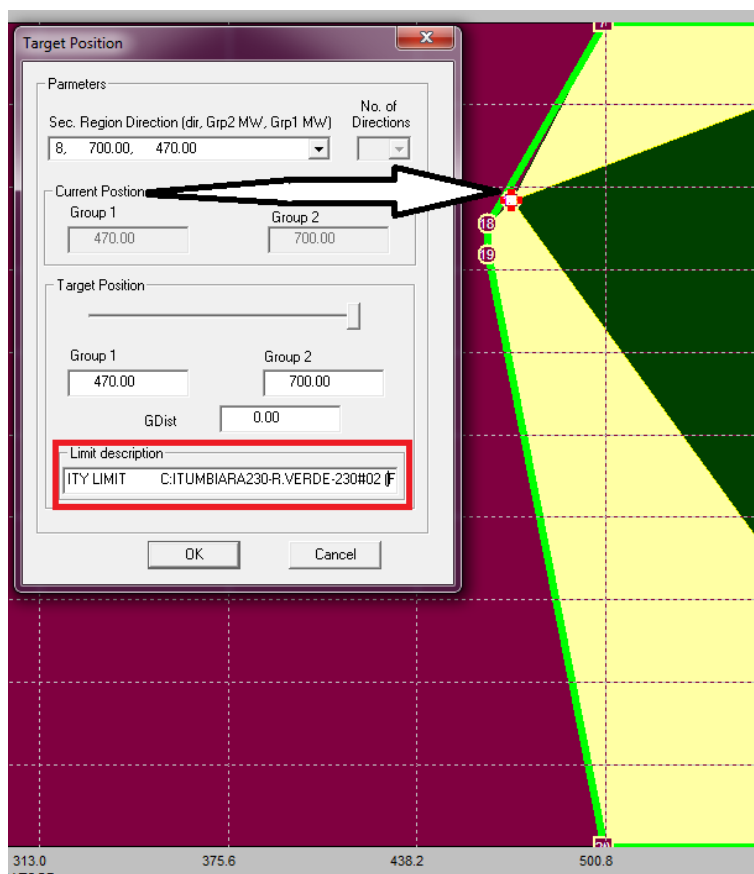 Target Position
Parmeters
Sec. Region Direction (dir, Grp2 MW, Grp1 MW)
No. of Directions
8, 700.00, 470.00
Current Postion
Group 1
Group 2
470.00
700.00
Target Position
Group 1
Group 2
470.00
700.00
GDist
0.00
Limit description
ITY LIMIT C:ITUMBIARA230-R.VERDE-230#02 (F
OK
Cancel
18
19
313.0
375.6
438.2
500.8